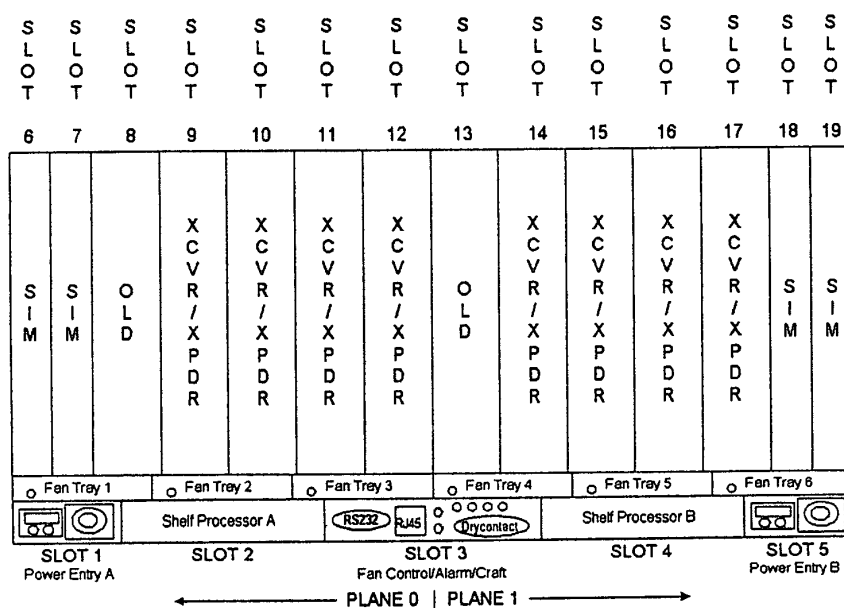 SLOT 6 SLOT 7 SLOT 8 SLOT 9 SLOT 10 SLOT 11 SLOT 12 SLOT 13 SLOT 14 SLOT 15 SLOT 16 SLOT 17 SLOT 18 SLOT 19
SIM SIM OLD XCVR/XPDR XCVR/XPDR XCVR/XPDR XCVR/XPDR OLD XCVR/XPDR XCVR/XPDR XCVR/XPDR XCVR/XPDR SIM SIM
Fan Tray 1 Fan Tray 2 Fan Tray 3 Fan Tray 4 Fan Tray 5 Fan Tray 6
Shelf Processor A RS232 RJ45 Drycontact Shelf Processor B
SLOT 1 SLOT 2 SLOT 3 SLOT 4 SLOT 5
Power Entry A Fan Control/Alarm/Craft Power Entry B
PLANE 0 | PLANE 1